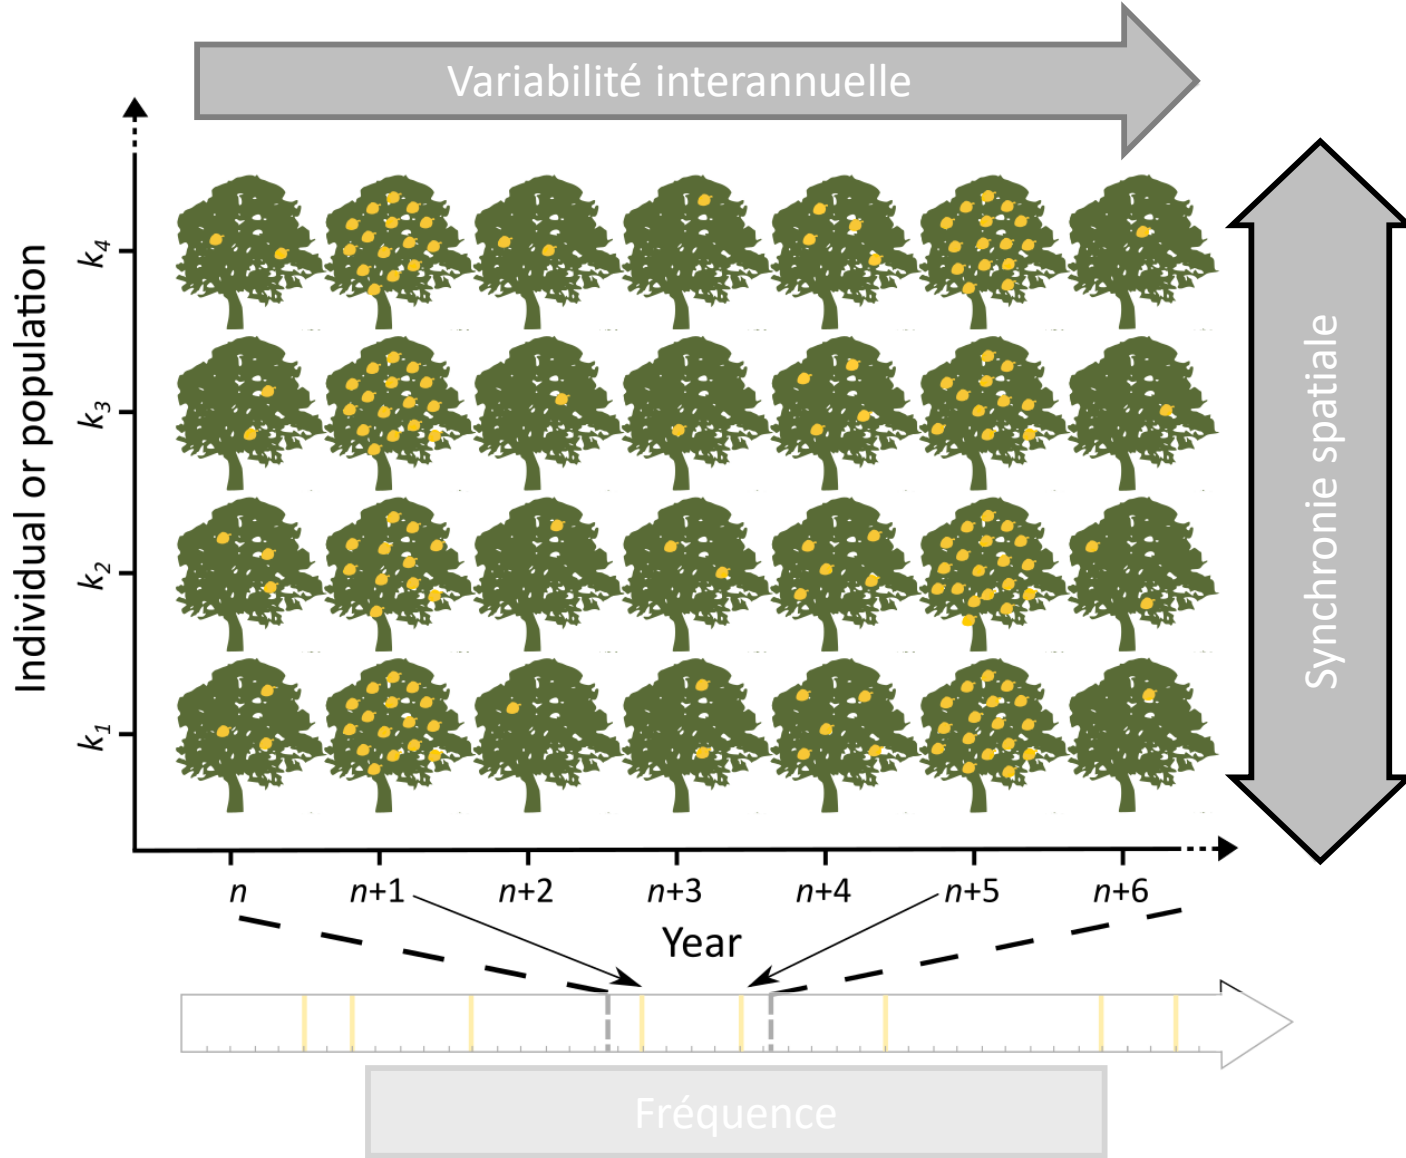 Variabilité interannuelle
Individual or population
k4
k3
k2
k1
Synchronie spatiale
n
n+1
n+2
n+3
n+4
n+5
n+6
Year
Fréquence